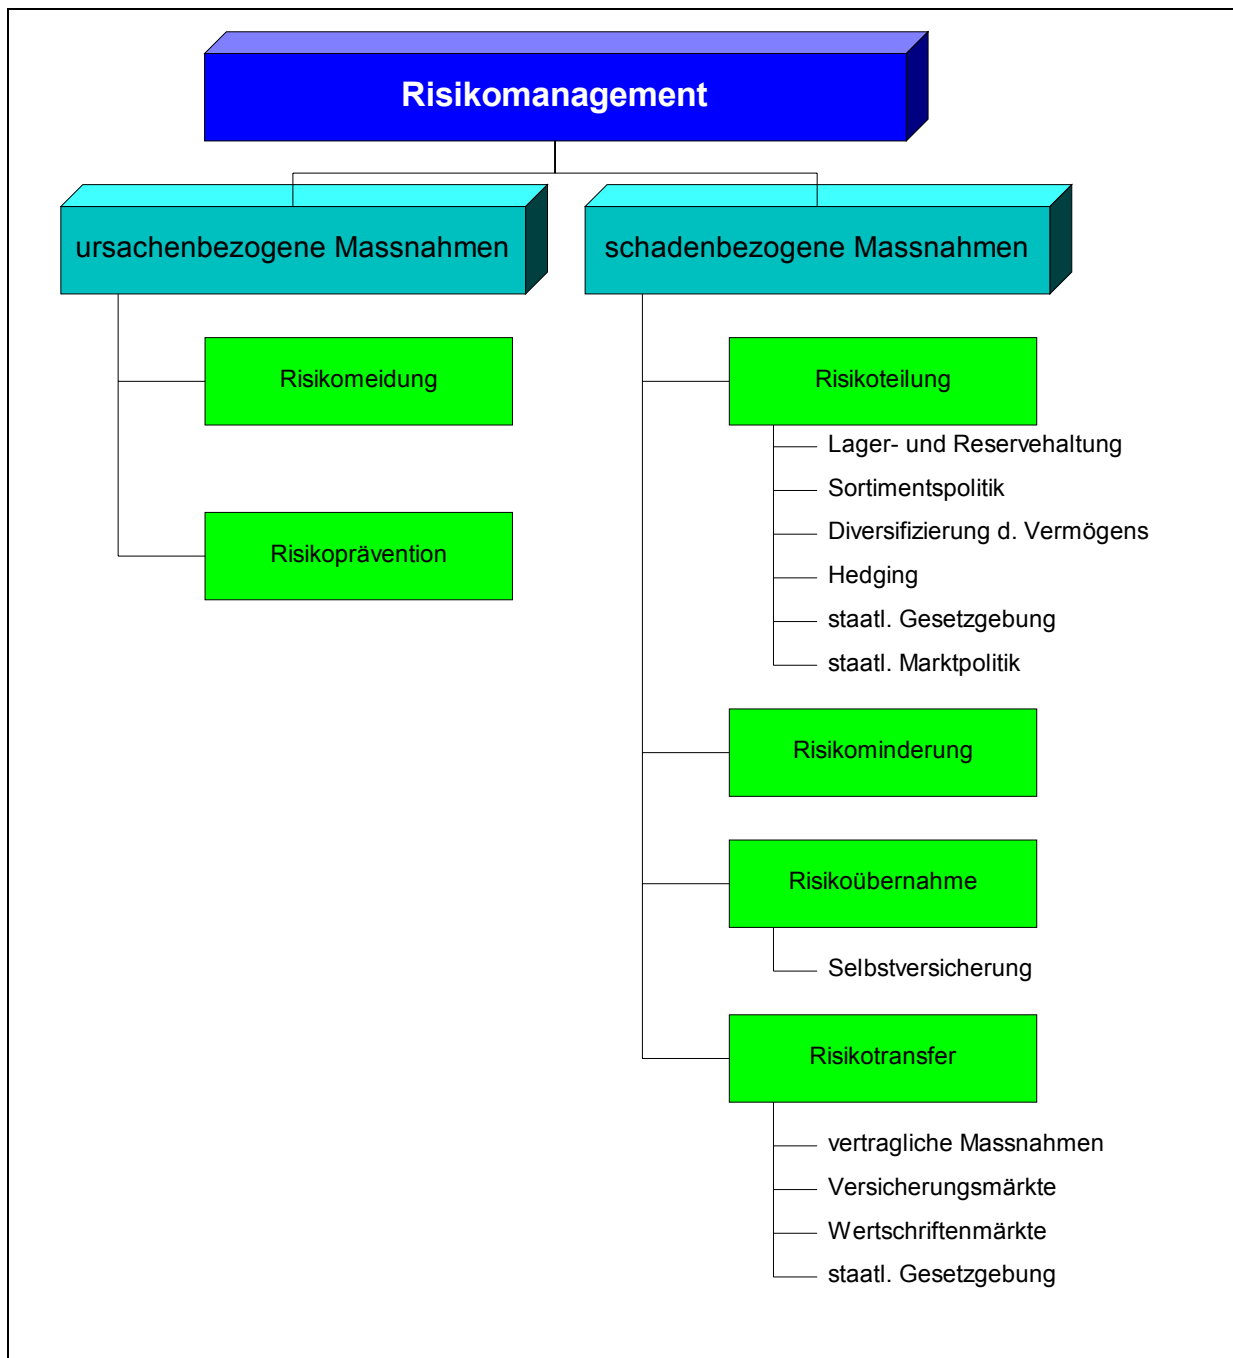 Risikomanagement
ursachenbezogene Massnahmen
schadenbezogene Massnahmen
Risikomeidung
Risikoprävention
Risikoteilung
Lager- und Reservehaltung
Sortimentspolitik
Diversifizierung d. Vermögens
Hedging
staatl. Gesetzgebung
staatl. Marktpolitik
Risikominderung
Risikoübernahme
Selbstversicherung
Risikotransfer
vertragliche Massnahmen
Versicherungsmärkte
Wertschriftenmärkte
staatl. Gesetzgebung